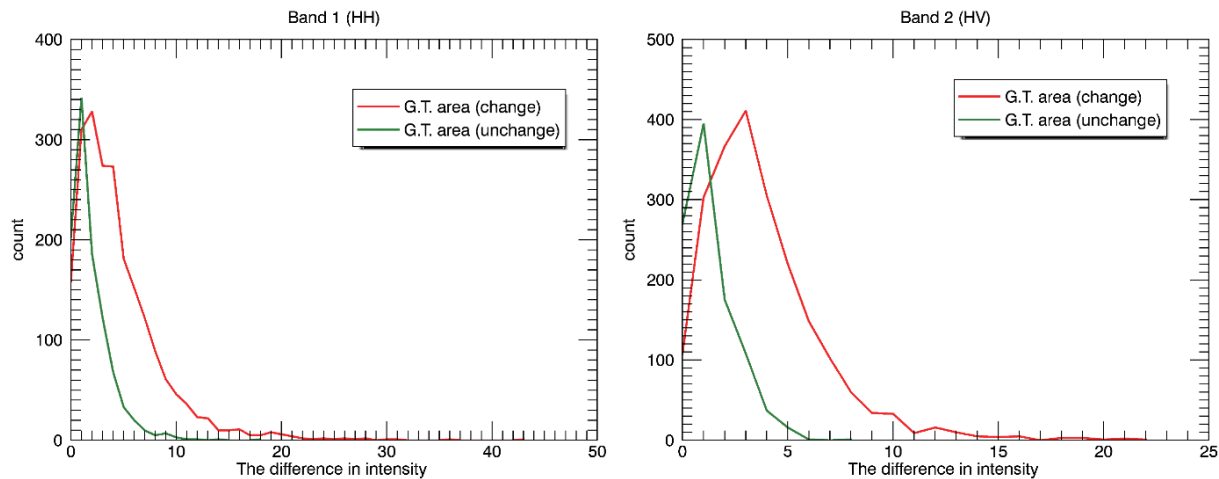 Band 1 (HH)
400
300
200
100
0
count
G.T. area (change)
G.T. area (unchange)
0
10
20
30
40
50
The difference in intensity
Band 2 (HV)
500
400
300
200
100
0
count
G.T. area (change)
G.T. area (unchange)
0
5
10
15
20
25
The difference in intensity